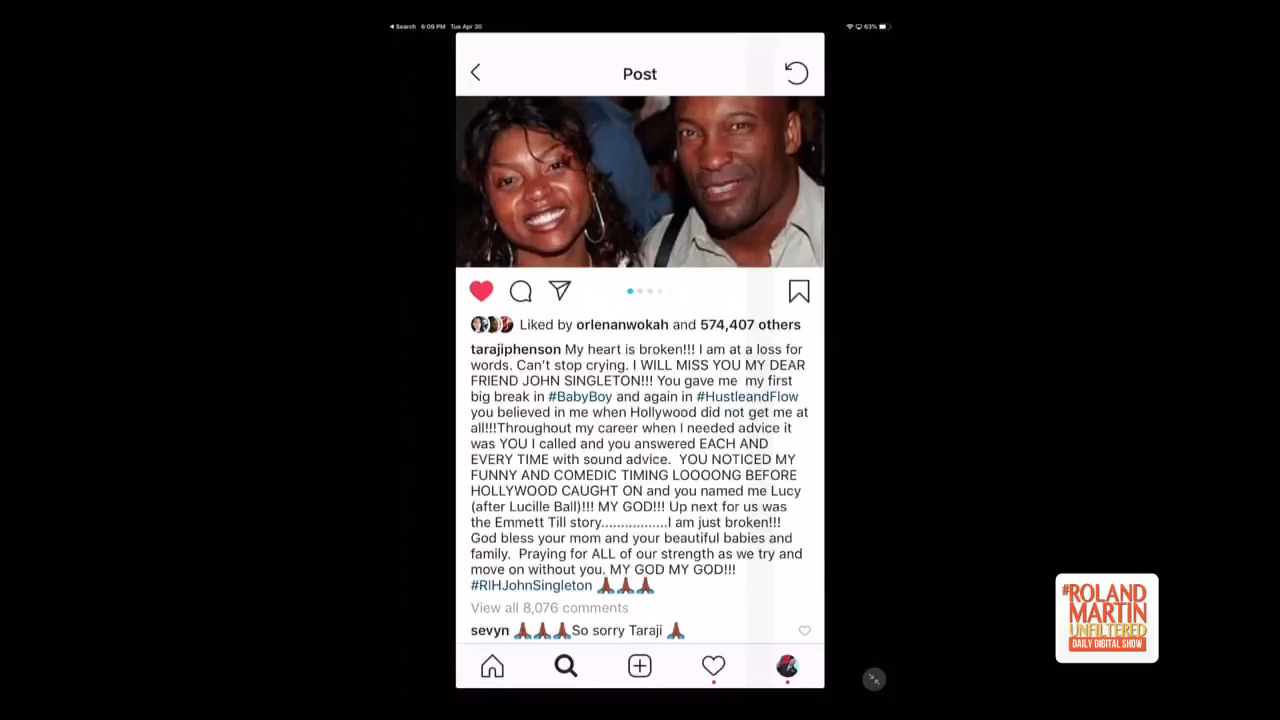 Search 6:09 PM Tue Apr 30
63%
Post
Liked by orlenanwokah and 574,407 others
tarajiphenson My heart is broken!!! I am at a loss for
words. Can't stop crying. I WILL MISS YOU MY DEAR
FRIEND JOHN SINGLETON!!! You gave me my first
big break in #BabyBoy and again in #HustleandFlow
you believed in me when Hollywood did not get me at
all!!!Throughout my career when I needed advice it
was YOU I called and you answered EACH AND
EVERY TIME with sound advice. YOU NOTICED MY
FUNNY AND COMEDIC TIMING LOOOONG BEFORE
HOLLYWOOD CAUGHT ON and you named me Lucy
(after Lucille Ball)!!! MY GOD!!! Up next for us was
the Emmett Till story.................I am just broken!!!
God bless your mom and your beautiful babies and
family. Praying for ALL of our strength as we try and
move on without you. MY GOD MY GOD!!!
#RIHJohnSingleton 🙏🏾🙏🏾🙏🏾
View all 8,076 comments
sevyn 🙏🏾🙏🏾🙏🏾So sorry Taraji 🙏🏾
#ROLAND
MARTIN
UNFILTERED
DAILY DIGITAL SHOW